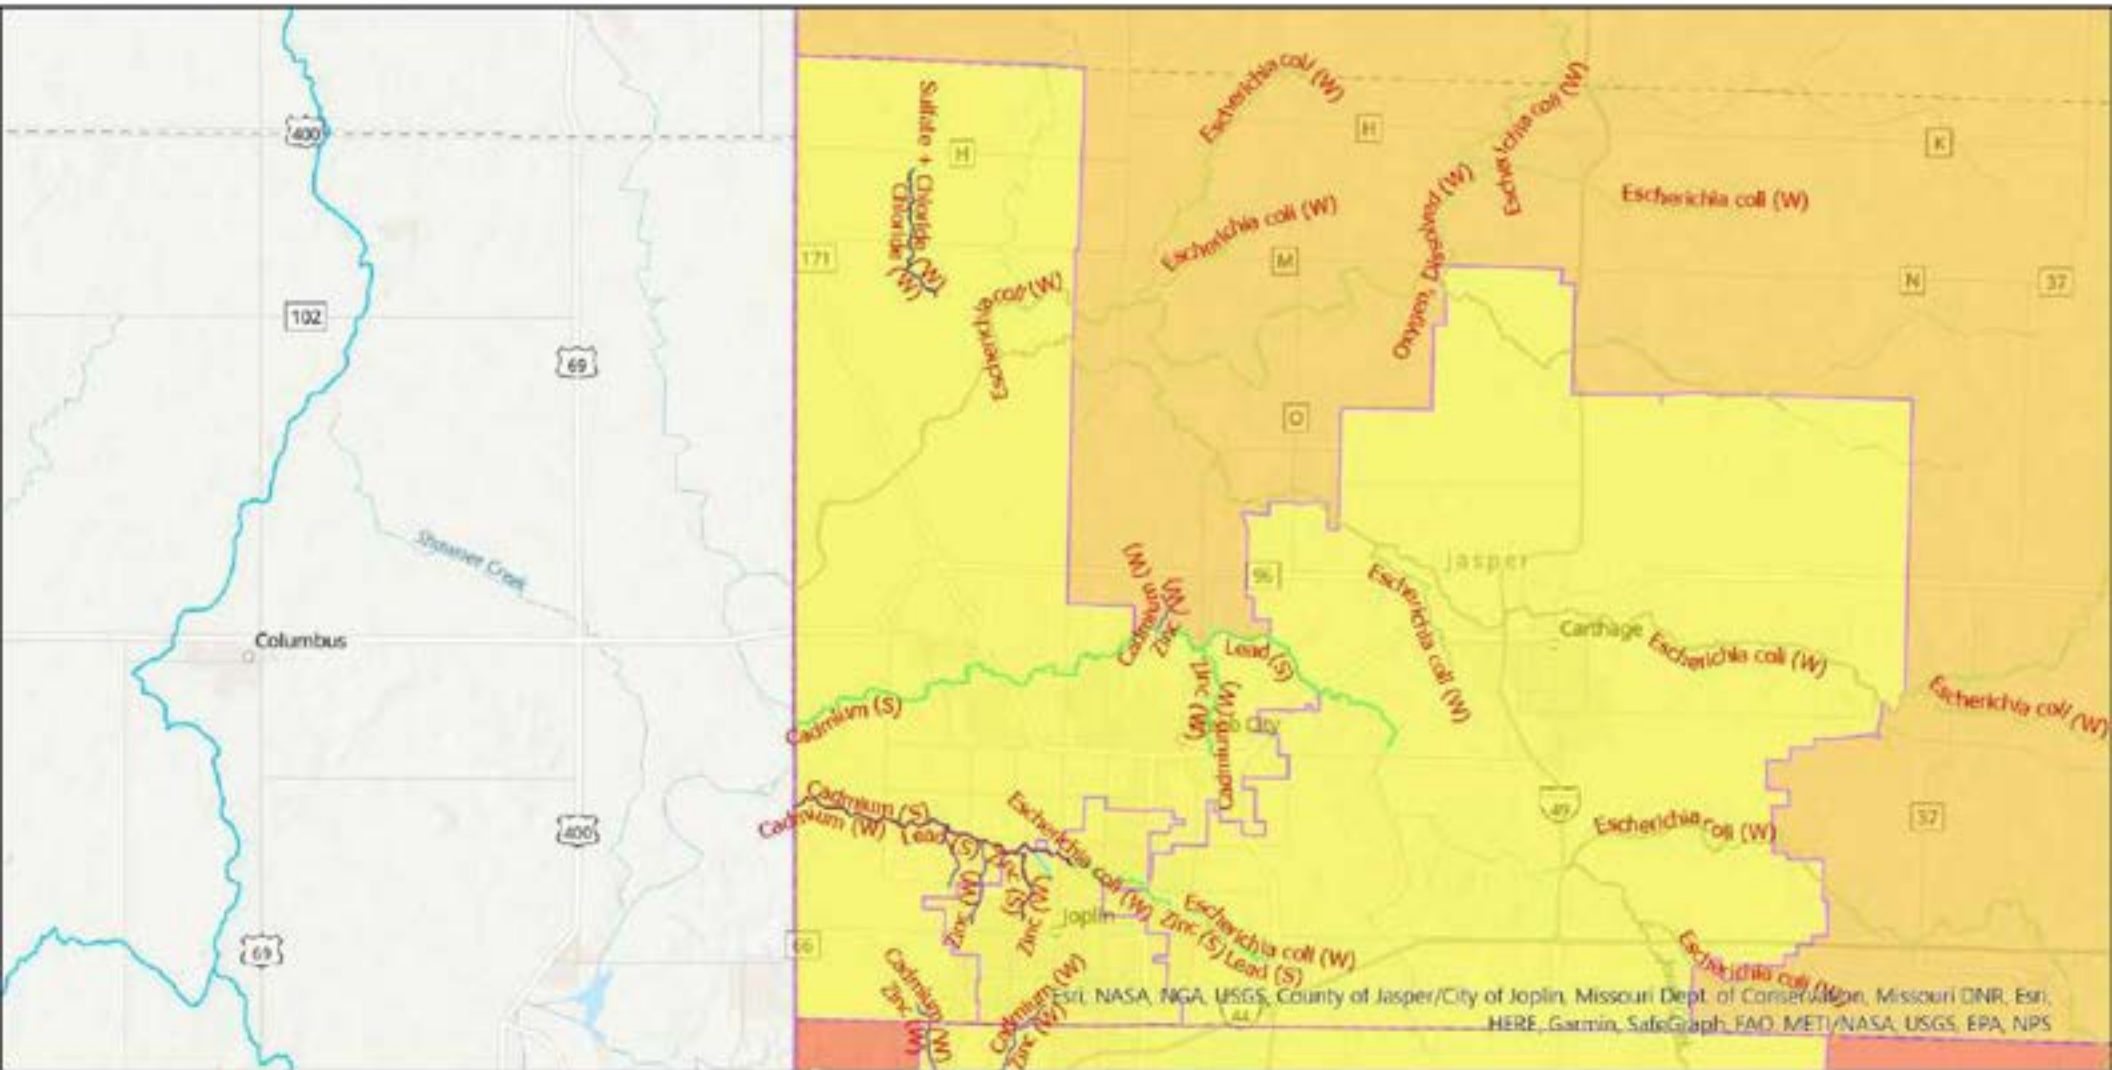 400
102
69
Shawnee Creek
Columbus
400
69
Sulfate + Chloride (W)
Chloride (W)
H
171
Escherichia coli (W)
Escherichia coli (W)
H
Escherichia coli (W)
K
Escherichia coli (W)
Escherichia coli (W)
Oxygen, Dissolved (W)
M
N
37
O
Jasper
96
Escherichia coli (W)
Carthage
Escherichia coli (W)
Escherichia coli (W)
Cadmium (W)
Zinc (W)
Lead (S)
Zinc (W)
Cadmium (W)
City
Cadmium (S)
Cadmium (S)
Cadmium (W)
Lead (S)
Escherichia coli (W)
Zinc (S)
Zinc (W)
Zinc (W)
Joplin
Zinc (S)
Lead (S)
Escherichia coli (W)
49
Escherichia coli (W)
37
66
Escherichia coli (W)
Cadmium (W)
Zinc (W)
Cadmium (W)
Zinc (W)
44
Esri, NASA, NGA, USGS, County of Jasper/City of Joplin, Missouri Dept. of Conservation, Missouri DNR, Esri,
HERE, Garmin, SafeGraph, FAO, METI/NASA, USGS, EPA, NPS